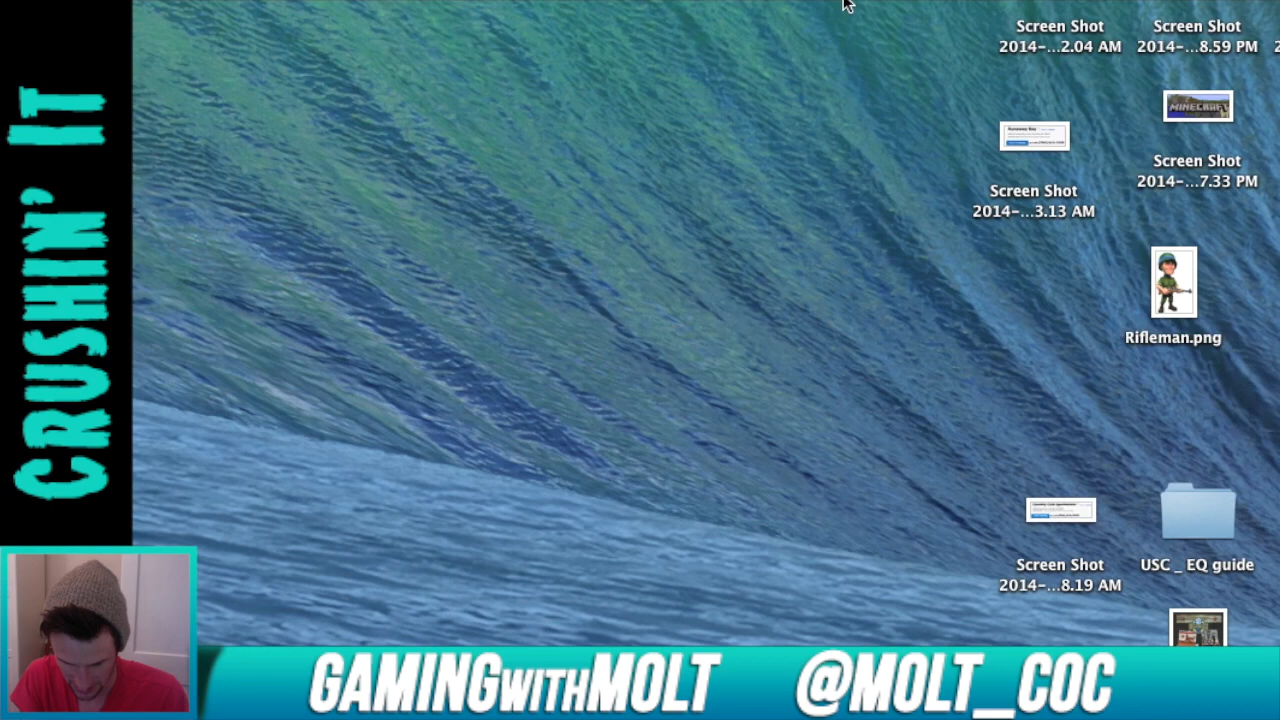 CRUSHIN' IT
Screen Shot
2014-...2.04 AM
Screen Shot
2014-...8.59 PM
2
MINECRAFT
Screen Shot
2014-...3.13 AM
Screen Shot
2014-...7.33 PM
Rifleman.png
Screen Shot
2014-...8.19 AM
USC _ EQ guide
GAMINGWITHMOLT
@MOLT_COC